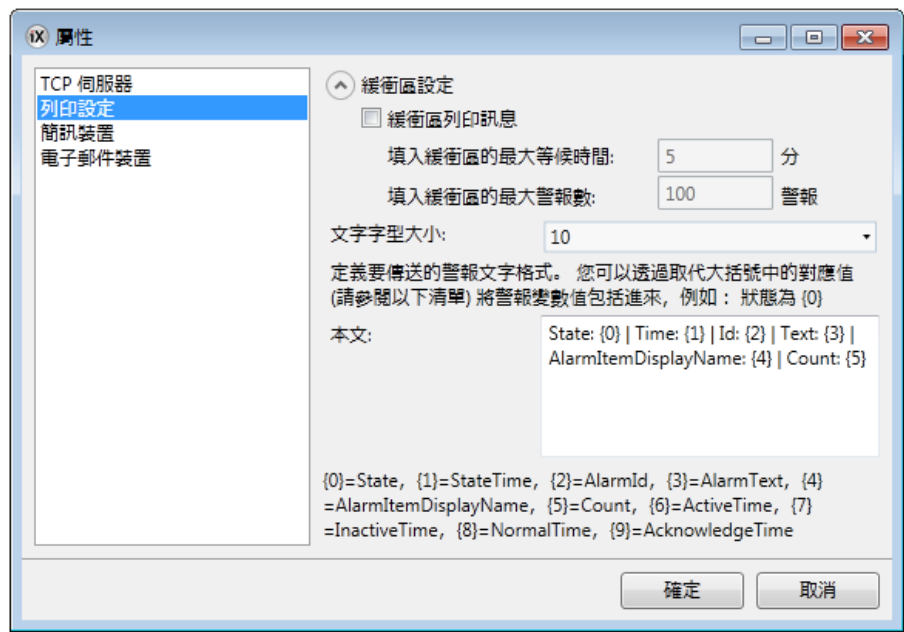 iX 屬性
TCP 伺服器
列印設定
簡訊裝置
電子郵件裝置
緩衝區設定
緩衝區列印訊息
填入緩衝區的最大等候時間: 5 分
填入緩衝區的最大警報數: 100 警報
文字字型大小: 10
定義要傳送的警報文字格式。 您可以透過取代大括號中的對應值
(請參閱以下清單) 將警報變數值包括進來, 例如 : 狀態為 {0}
本文:
State: {0} | Time: {1} | Id: {2} | Text: {3} |
AlarmItemDisplayName: {4} | Count: {5}
{0}=State, {1}=StateTime, {2}=AlarmId, {3}=AlarmText, {4}
=AlarmItemDisplayName, {5}=Count, {6}=ActiveTime, {7}
=InactiveTime, {8}=NormalTime, {9}=AcknowledgeTime
確定
取消